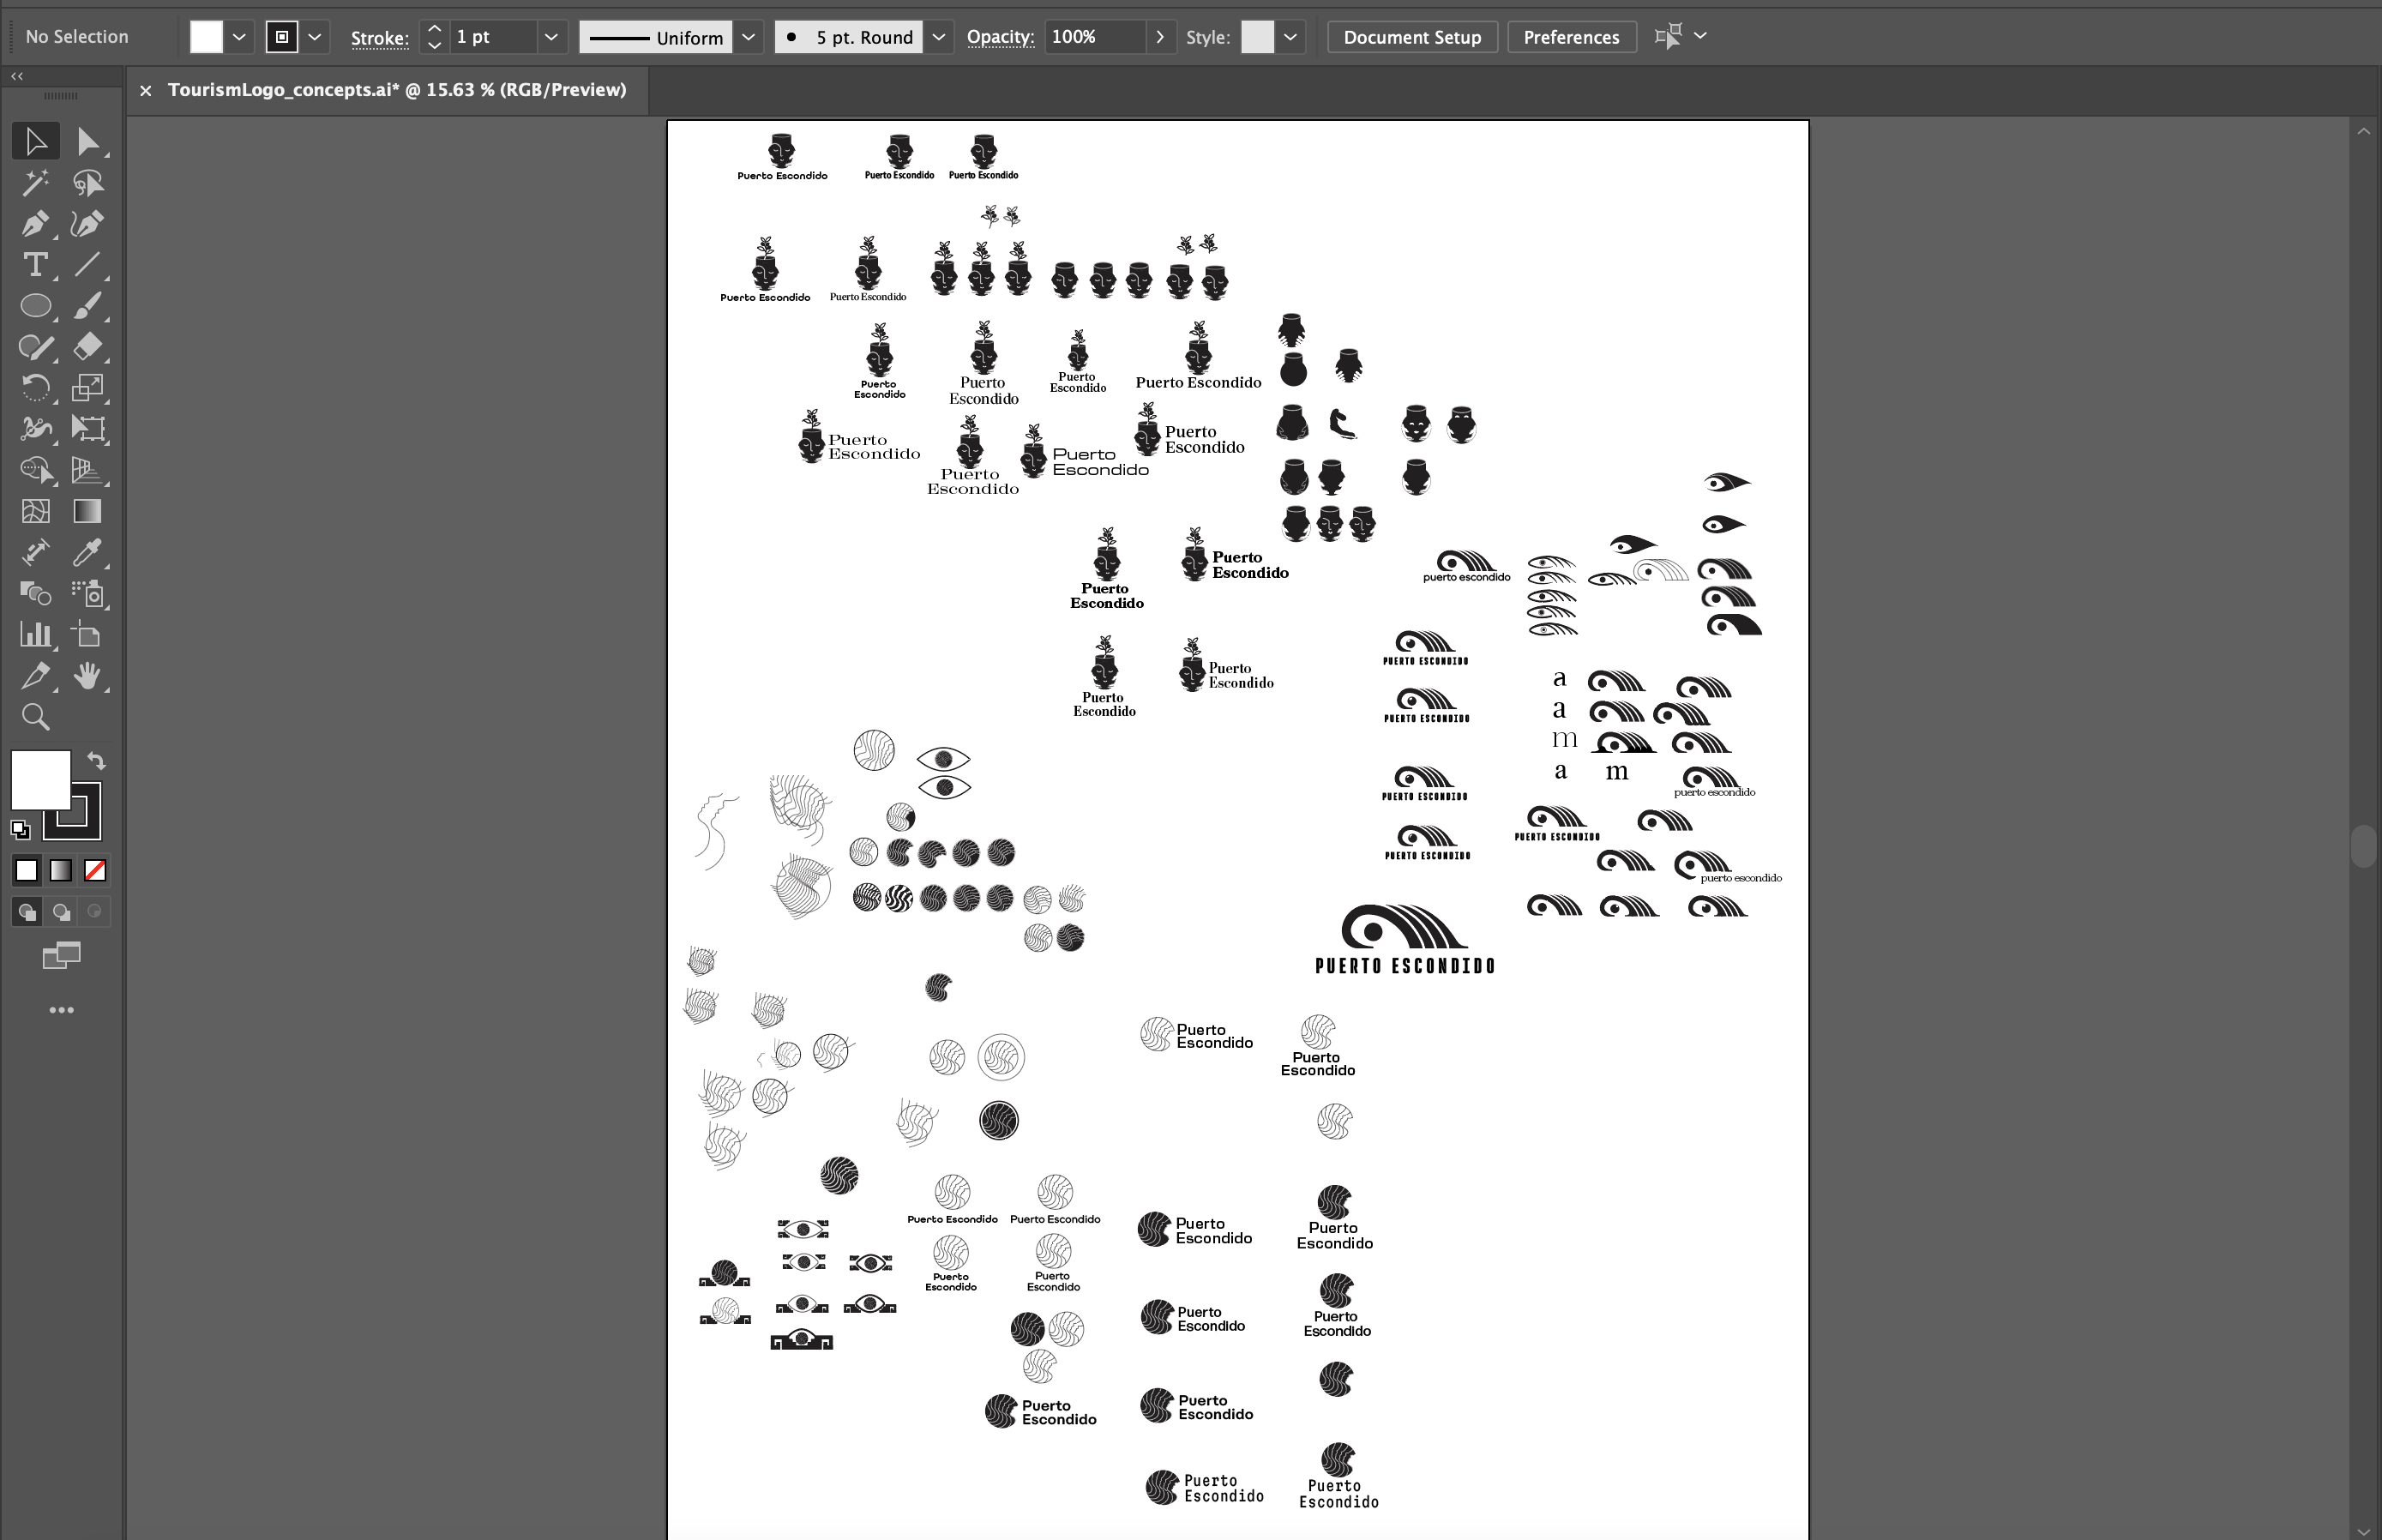 No Selection
Stroke:
1 pt
Uniform
5 pt. Round
Opacity:
100%
Style:
Document Setup
Preferences
TourismLogo_concepts.ai* @ 15.63 % (RGB/Preview)
Puerto Escondido
Puerto Escondido
Puerto Escondido
Puerto Escondido
Puerto Escondido
Puerto
Escondido
Puerto
Escondido
Puerto
Escondido
Puerto Escondido
Puerto
Escondido
Puerto
Escondido
Puerto
Escondido
Puerto
Escondido
Puerto
Escondido
Puerto
Escondido
puerto escondido
PUERTO ESCONDIDO
Puerto
Escondido
Puerto
Escondido
a
PUERTO ESCONDIDO
a
m
a
m
PUERTO ESCONDIDO
puerto escondido
PUERTO ESCONDIDO
PUERTO ESCONDIDO
puerto escondido
PUERTO ESCONDIDO
Puerto
Escondido
Puerto
Escondido
Puerto Escondido
Puerto Escondido
Puerto
Escondido
Puerto
Escondido
Puerto
Escondido
Puerto
Escondido
Puerto
Escondido
Puerto
Escondido
Puerto
Escondido
Puerto
Escondido
Puerto
Escondido
Puerto
Escondido